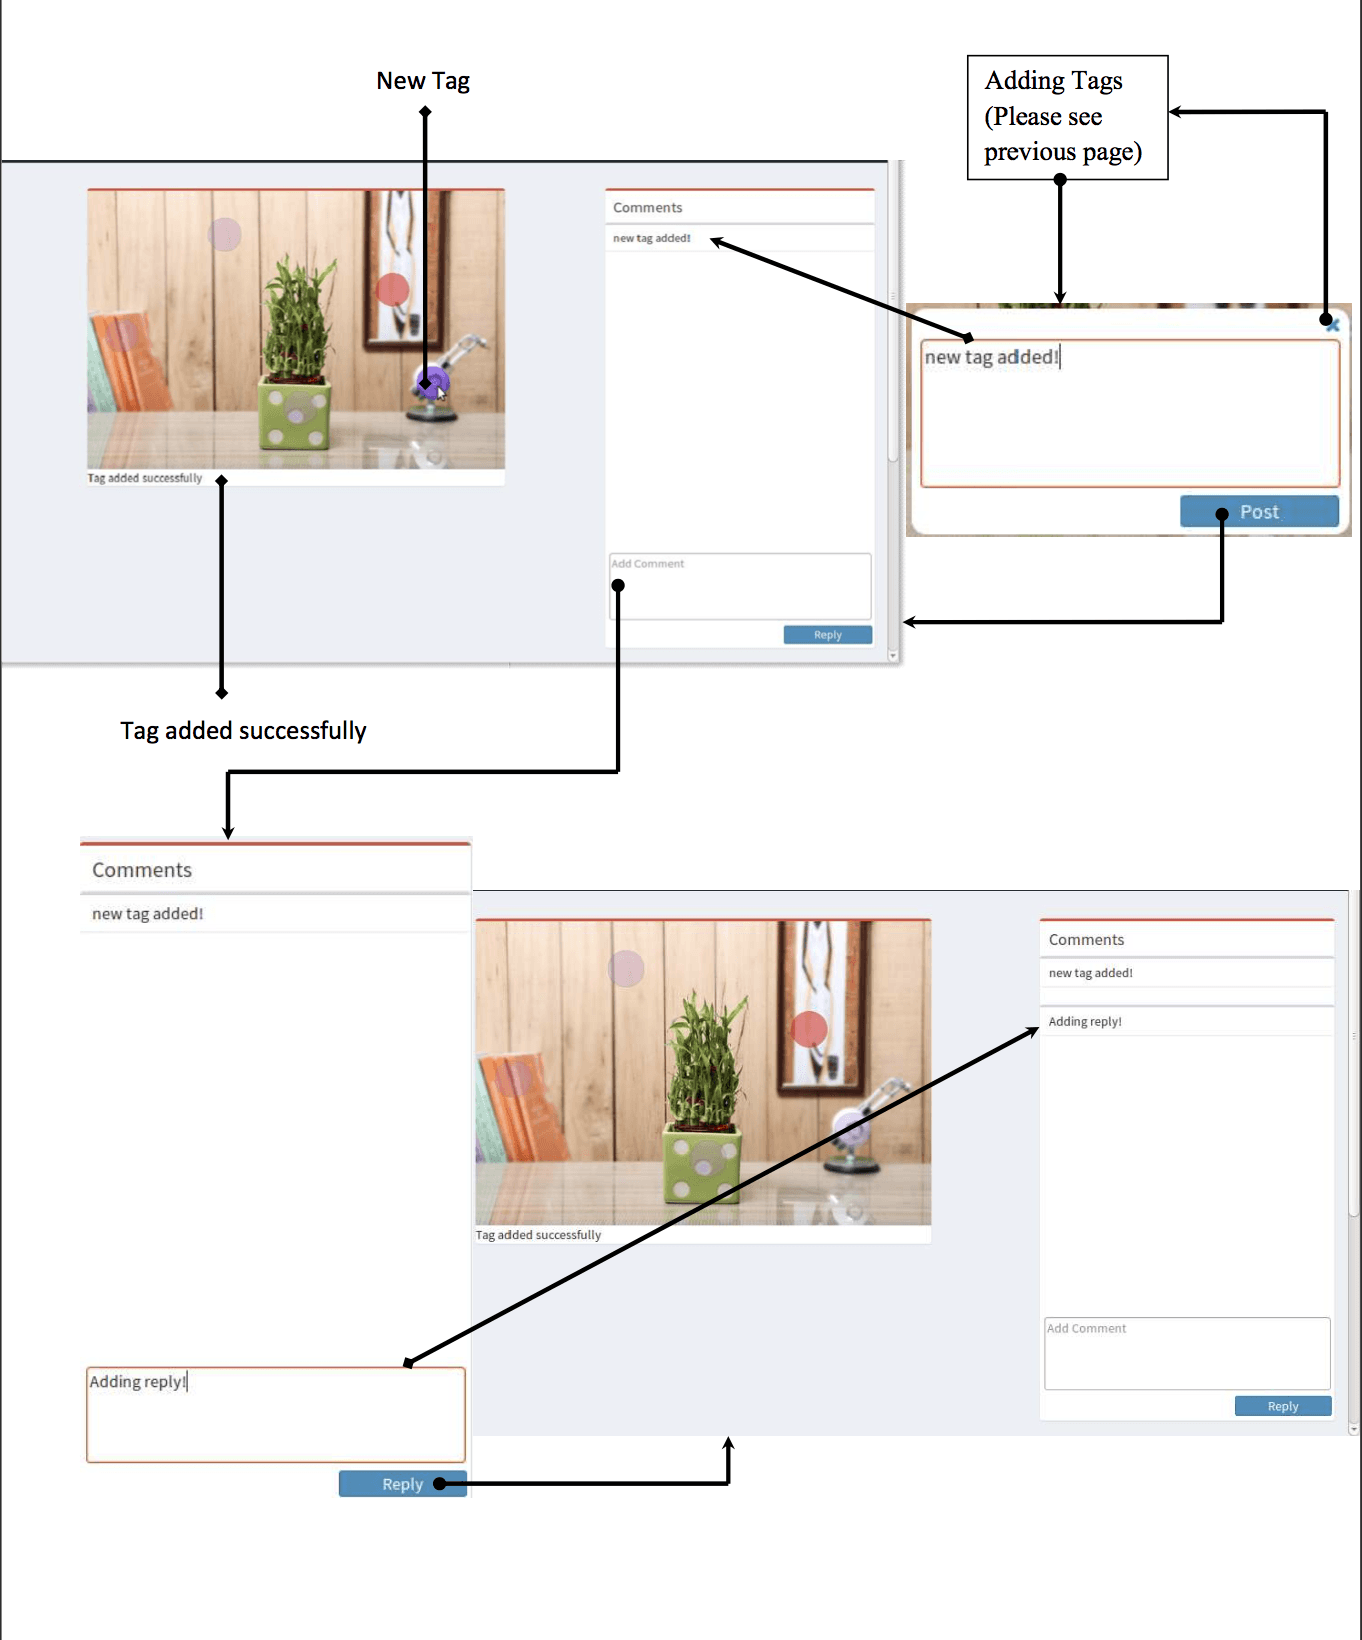 New Tag
Adding Tags
(Please see
previous page)
Comments
new tag added!
new tag added!
Post
Tag added successfully
Add Comment
Reply
Tag added successfully
Comments
new tag added!
Comments
new tag added!
Adding reply!
Tag added successfully
Add Comment
Adding reply!
Reply
Reply